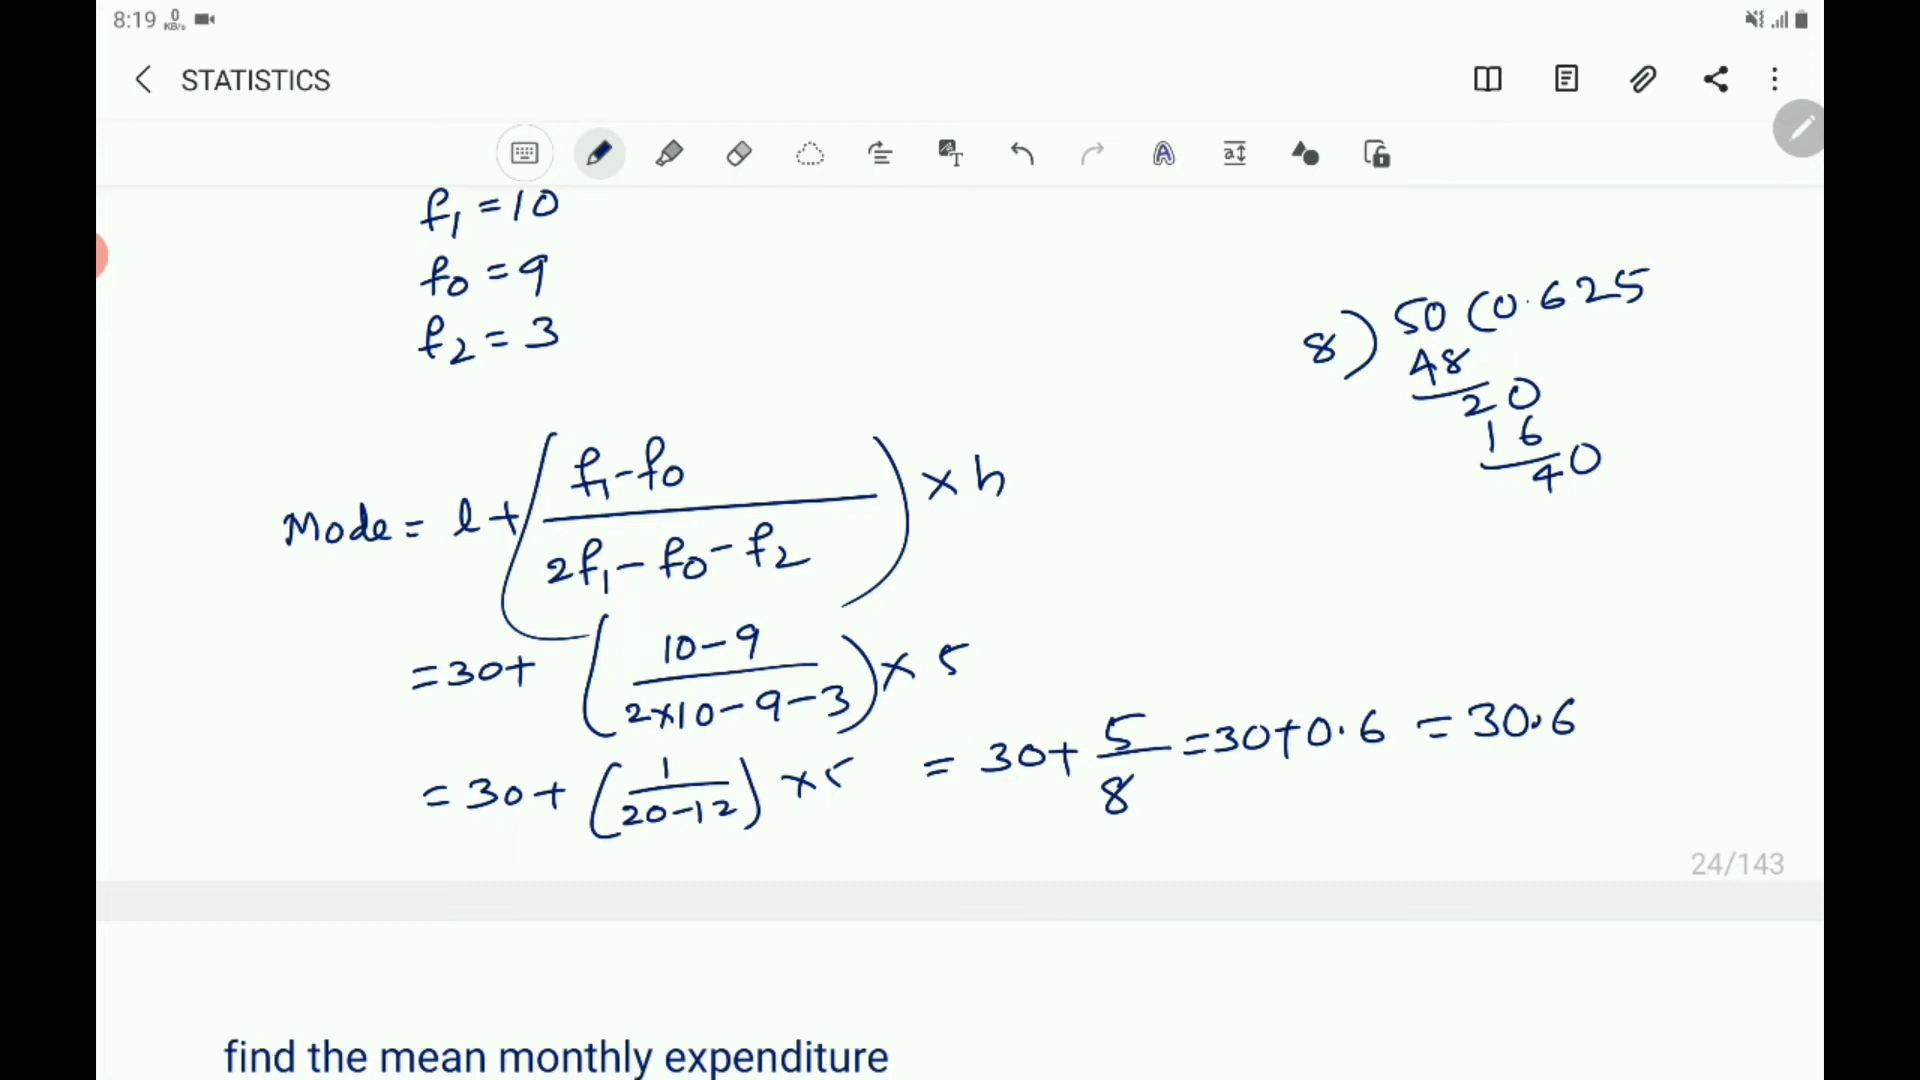 8:19 0 KB/s
STATISTICS
f₁ = 10
f₀ = 9
f₂ = 3
8) 50 (0.625
48
20
16
40
Mode = l + (f₁ - f₀ / 2f₁ - f₀ - f₂) × h
= 30 + (10 - 9 / 2×10 - 9 - 3) × 5
= 30 + (1 / 20 - 12) × 5 = 30 + 5/8 = 30 + 0.6 = 30.6
24/143
find the mean monthly expenditure